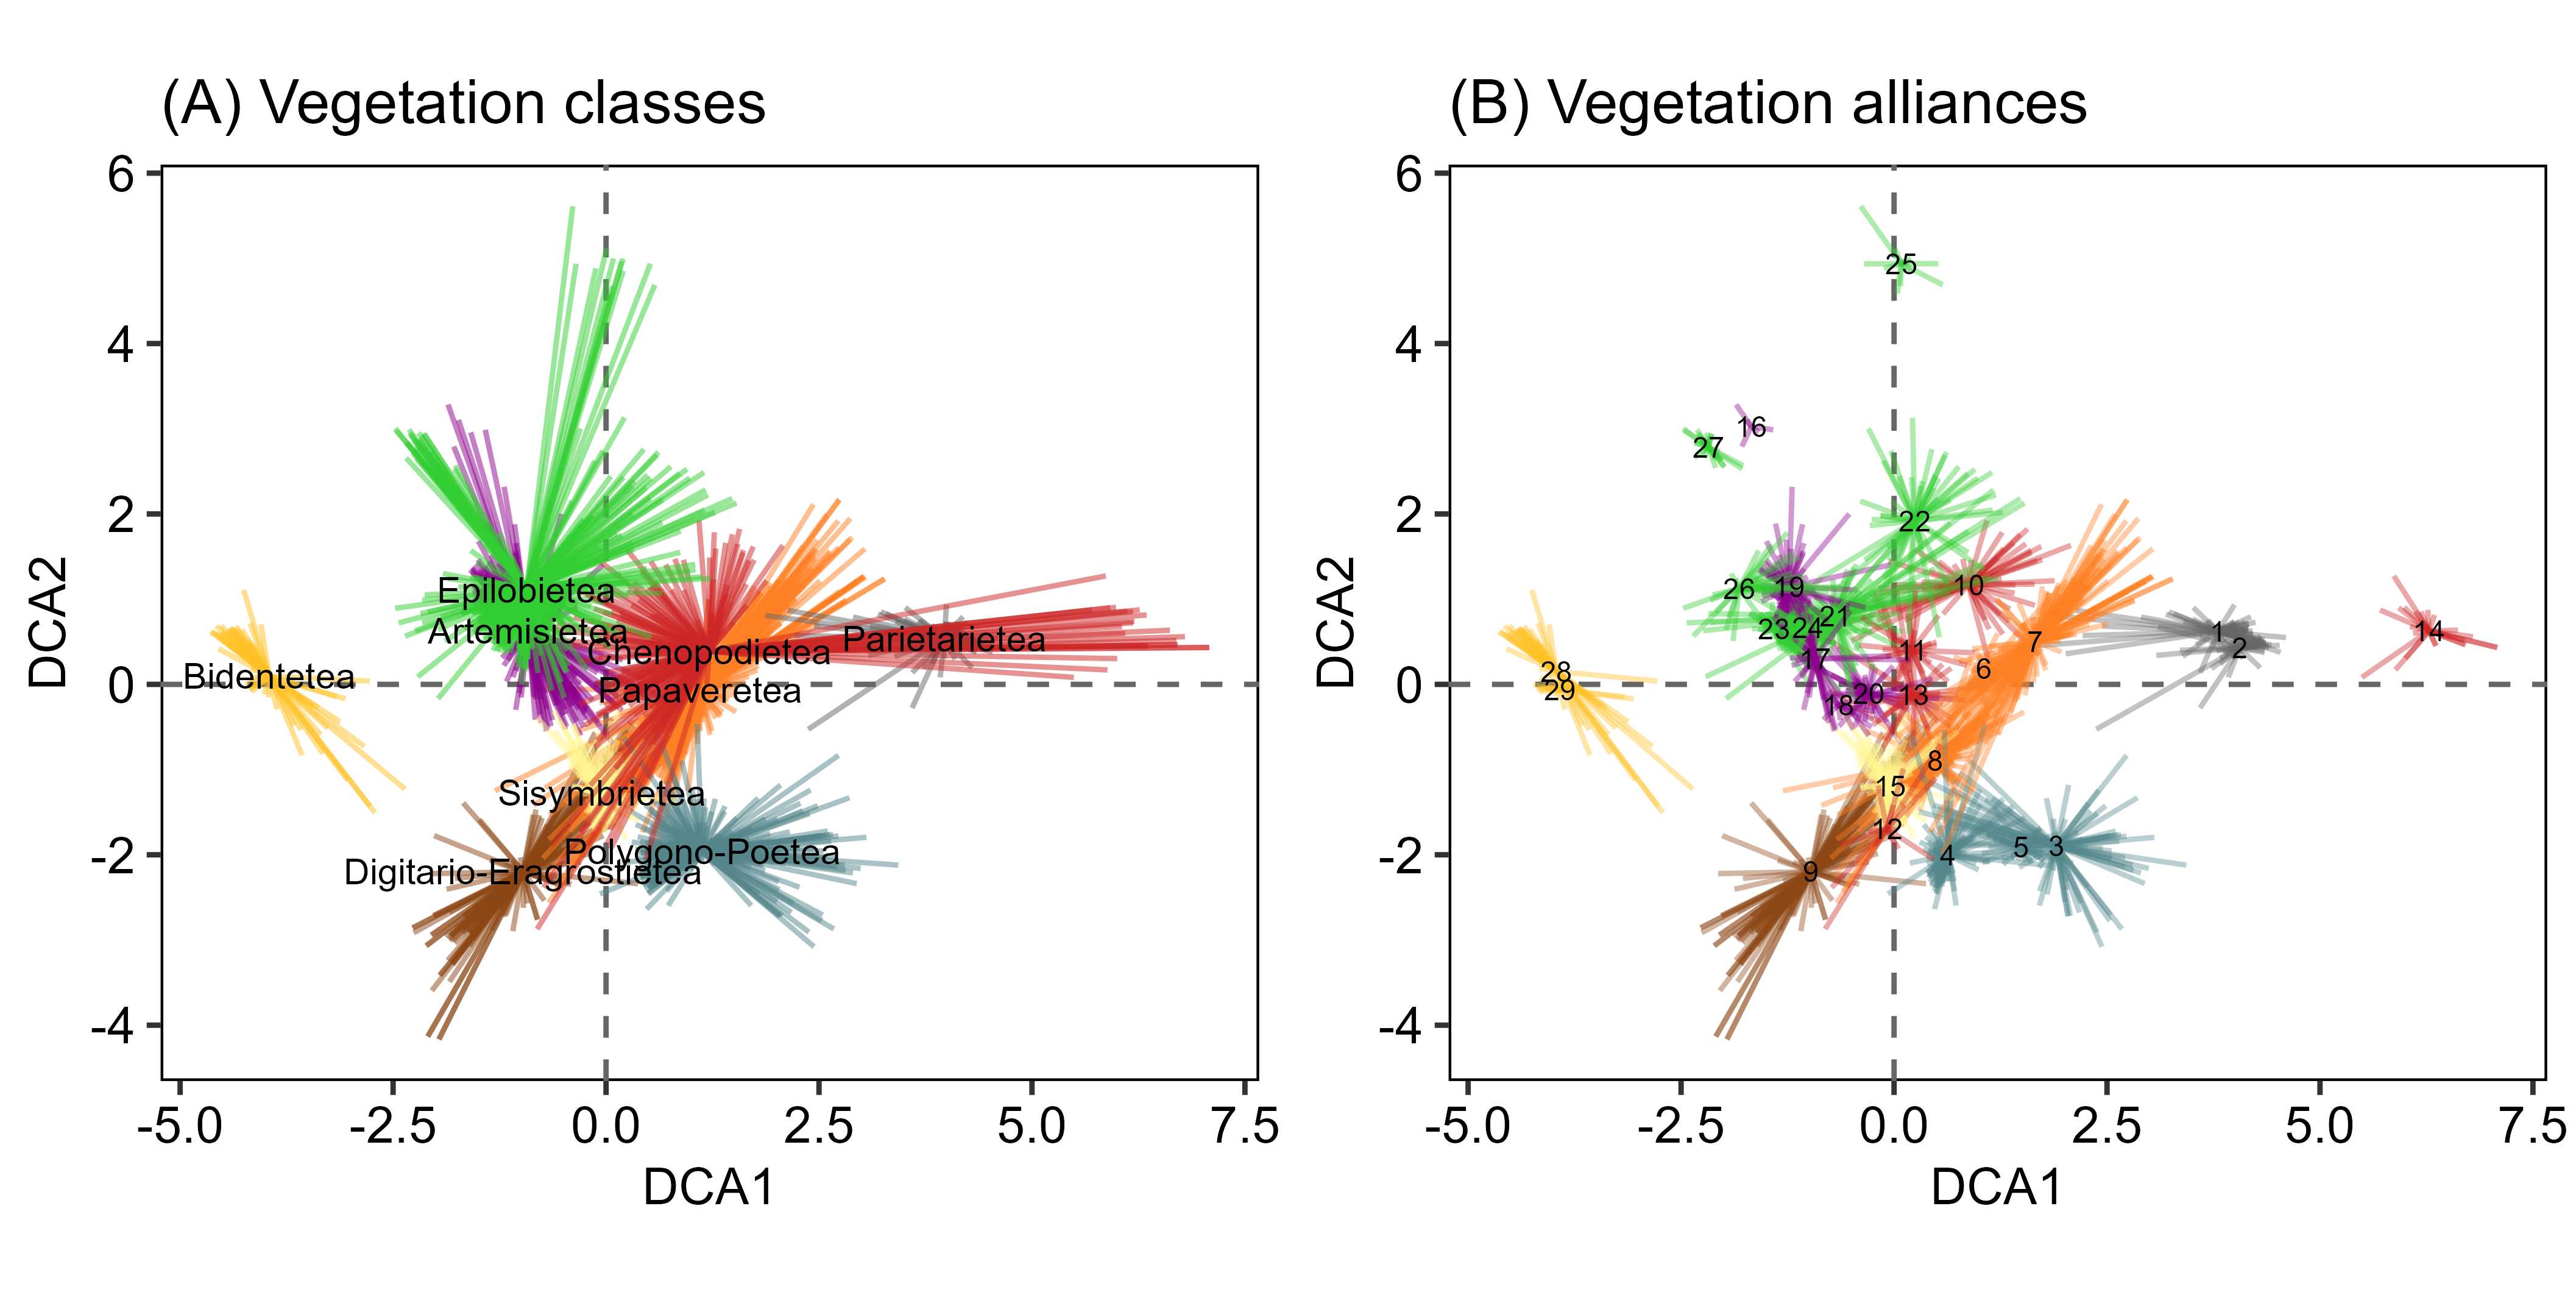 (A) Vegetation classes
6
4
2
0
-2
-4
DCA2
Epilobietea
Artemisietea
Parietarietea
Chenopodietea
Bidentetea
Papaveretea
Sisymbrietea
Polygono-Poetea
Digitario-Eragrostietea
-5.0 -2.5 0.0 2.5 5.0 7.5
DCA1
(B) Vegetation alliances
6
4
2
0
-2
-4
DCA2
25
16
27
22
26 19 10
21
23 24
14
1
7
2
11
17
6
28
29
20 13
18
8
15
12
5 3
4
9
-5.0 -2.5 0.0 2.5 5.0 7.5
DCA1